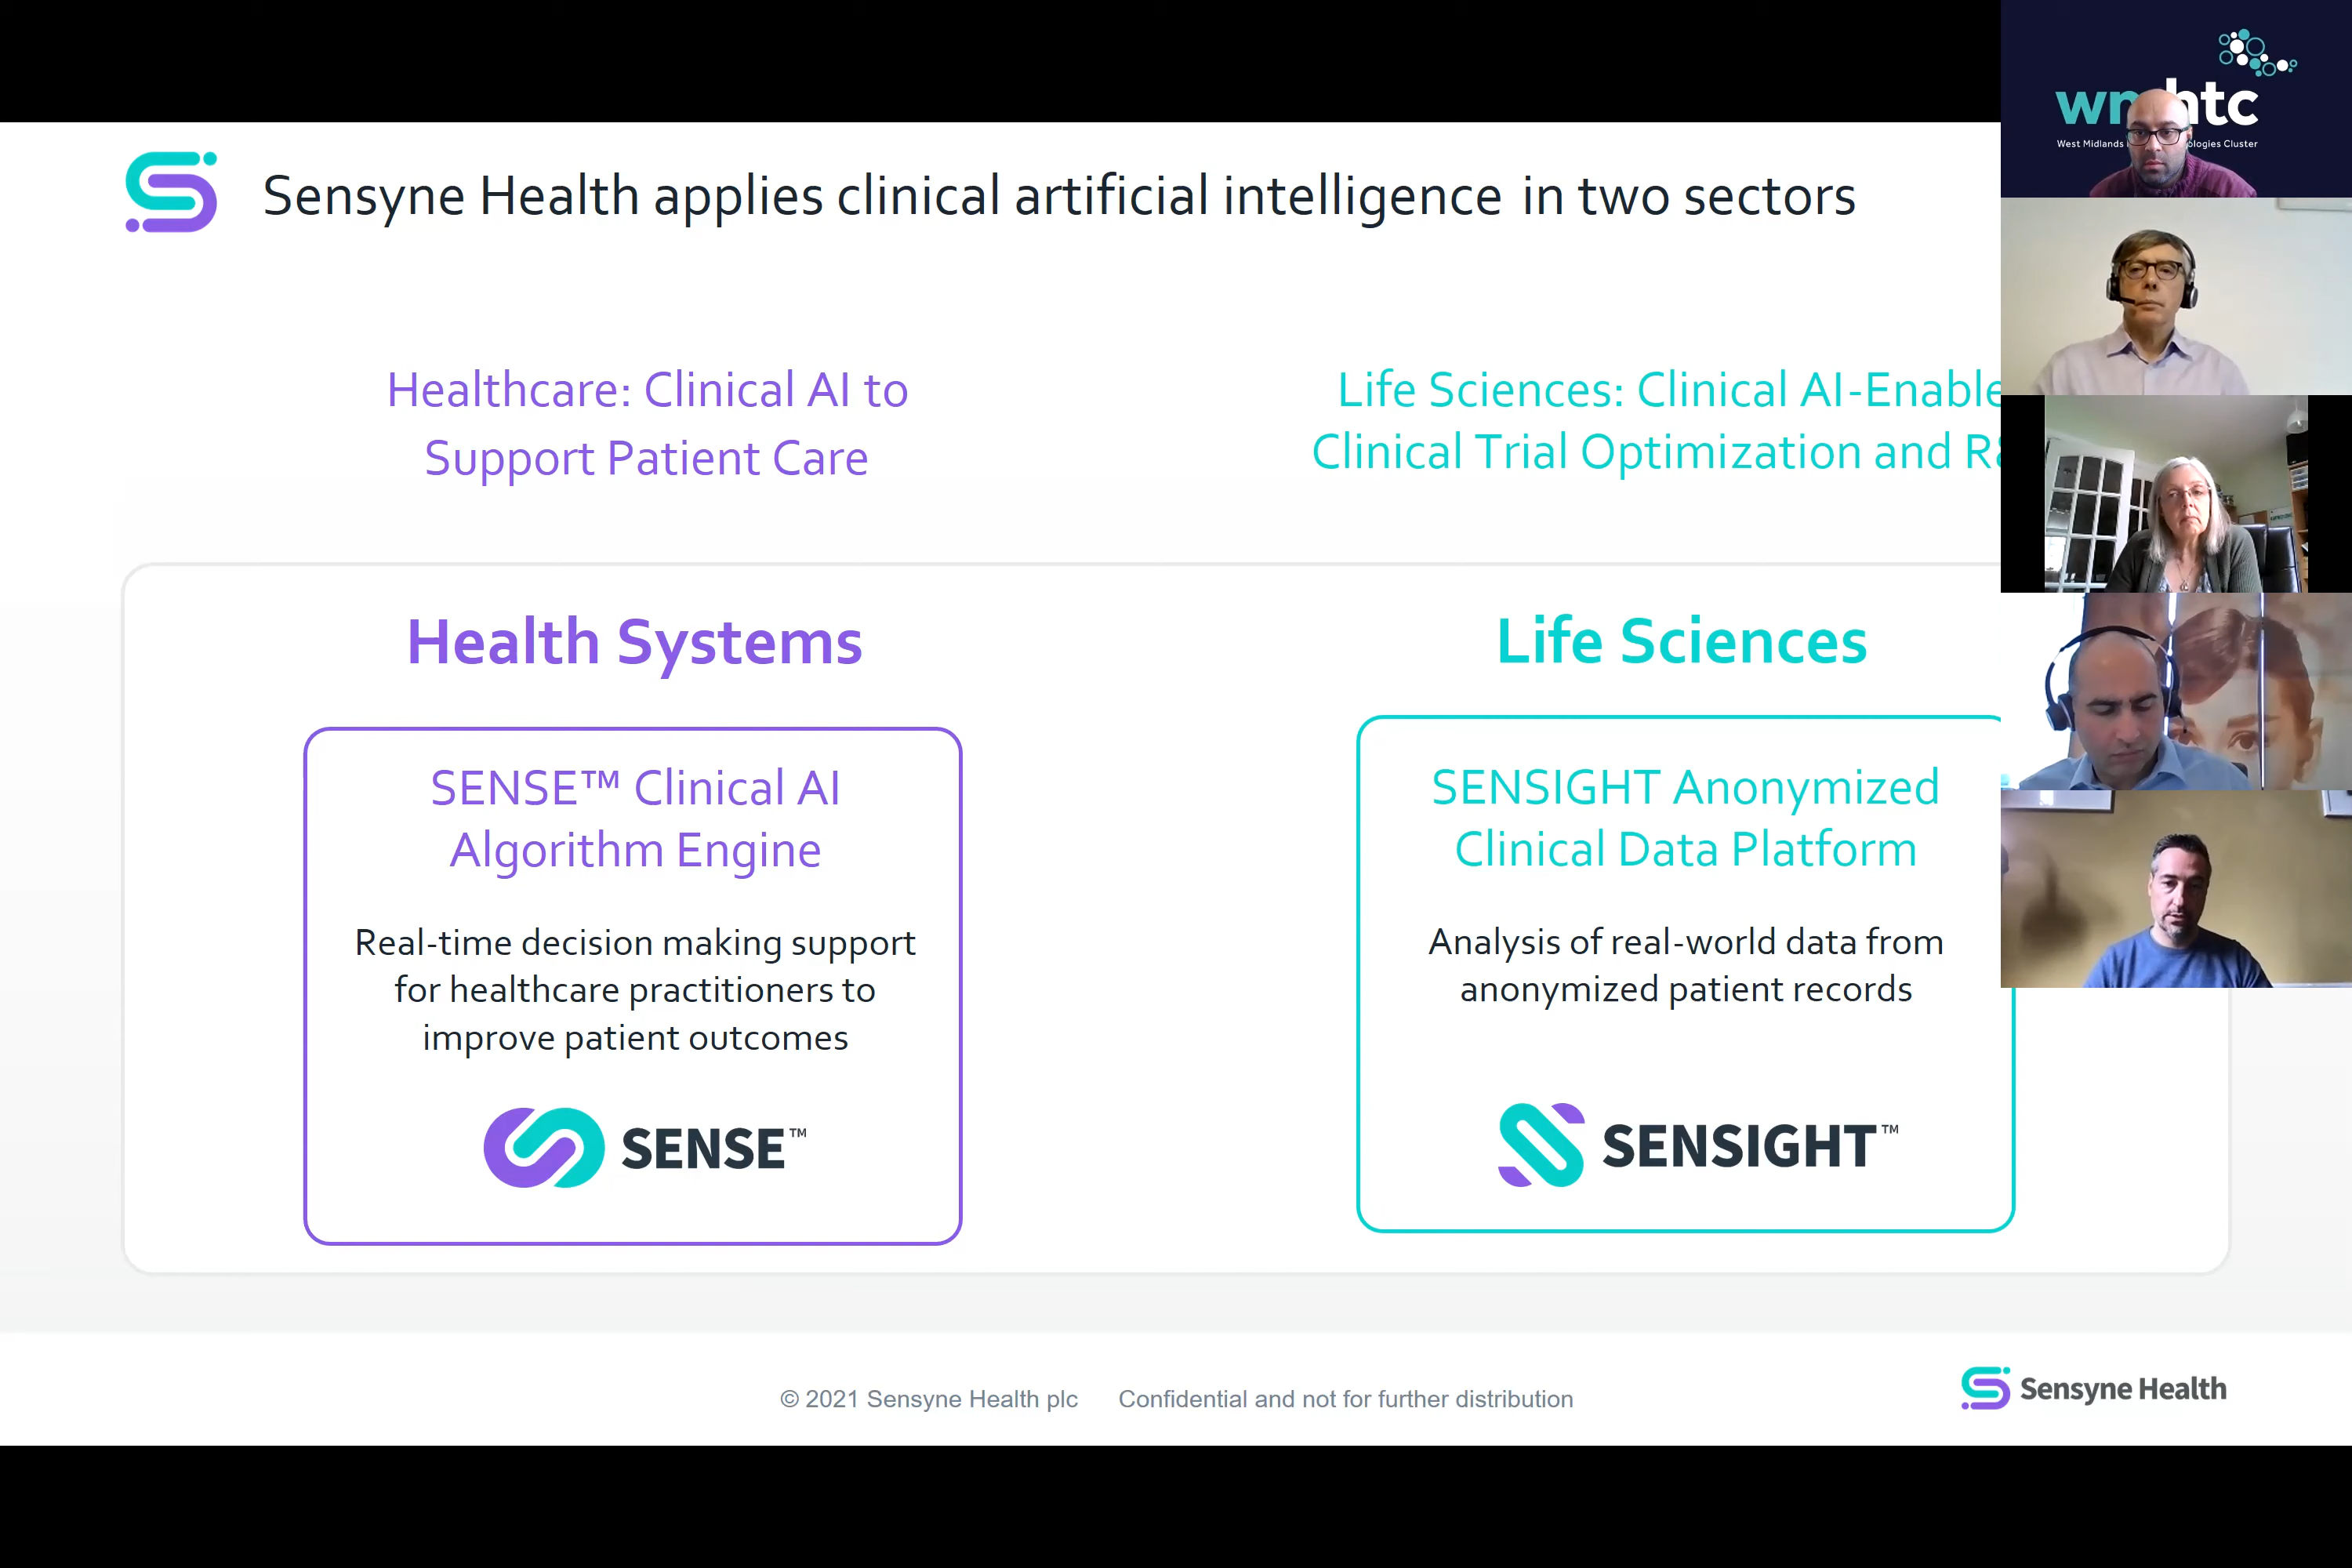 Sensyne Health applies clinical artificial intelligence in two sectors
Healthcare: Clinical AI to
Support Patient Care
Life Sciences: Clinical AI-Enable
Clinical Trial Optimization and
Health Systems
SENSE™ Clinical AI
Algorithm Engine
Real-time decision making support
for healthcare practitioners to
improve patient outcomes
SENSE™
Life Sciences
SENSIGHT Anonymized
Clinical Data Platform
Analysis of real-world data from
anonymized patient records
SENSIGHT™
© 2021 Sensyne Health plc Confidential and not for further distribution
Sensyne Health
htc
West Midlands
Cluster